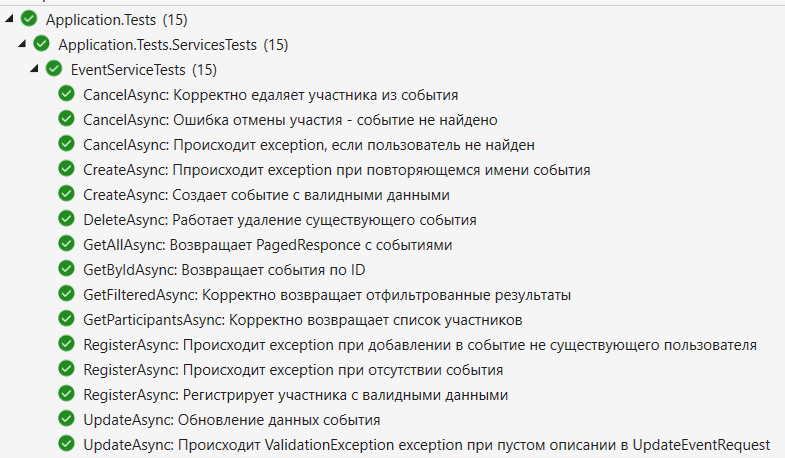 Application.Tests (15)
Application.Tests.ServicesTests (15)
EventServiceTests (15)
CancelAsync: Корректно едаляет участника из события
CancelAsync: Ошибка отмены участия - событие не найдено
CancelAsync: Происходит exception, если пользователь не найден
CreateAsync: Ппроисходит exception при повторяющемся имени события
CreateAsync: Создает событие с валидными данными
DeleteAsync: Работает удаление существующего события
GetAllAsync: Возвращает PagedResponce с событиями
GetByIdAsync: Возвращает события по ID
GetFilteredAsync: Корректно возвращает отфильтрованные результаты
GetParticipantsAsync: Корректно возвращает список участников
RegisterAsync: Происходит exception при добавлении в событие не существующего пользователя
RegisterAsync: Происходит exception при отсутствии события
RegisterAsync: Регистрирует участника с валидными данными
UpdateAsync: Обновление данных события
UpdateAsync: Происходит ValidationException exception при пустом описании в UpdateEventRequest